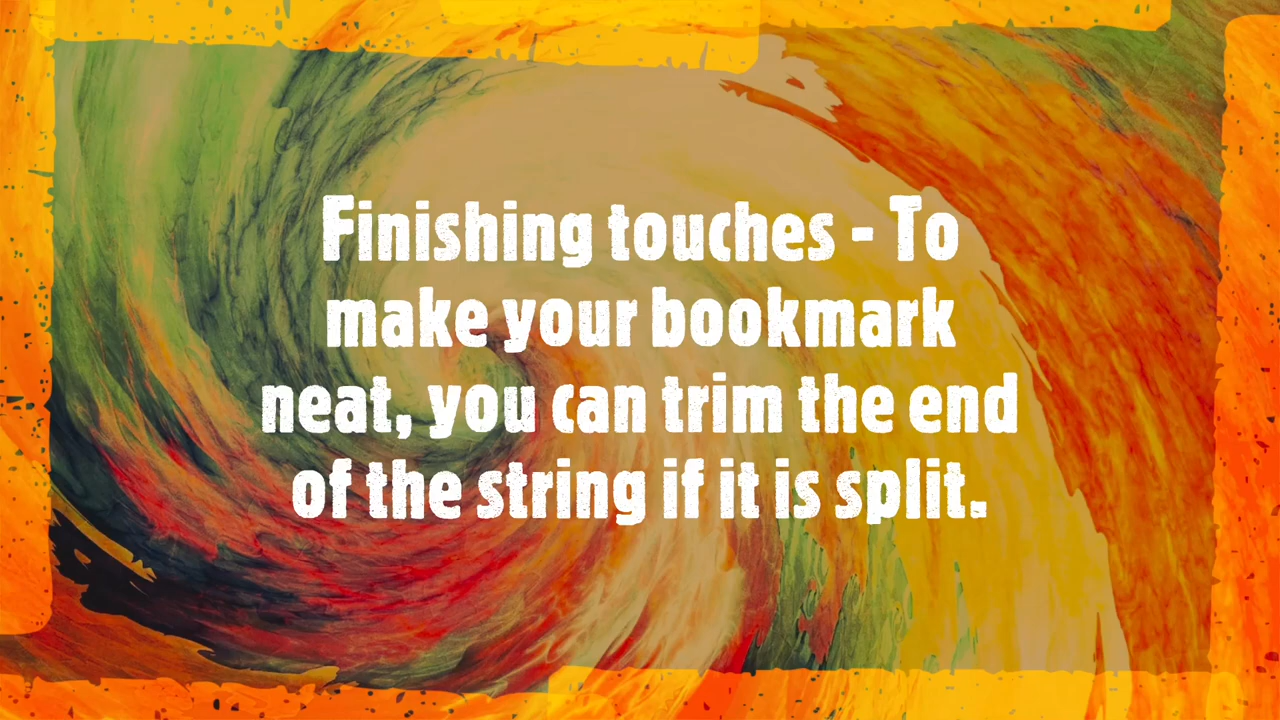 Finishing touches - To
make your bookmark
neat, you can trim the end
of the string if it is split.